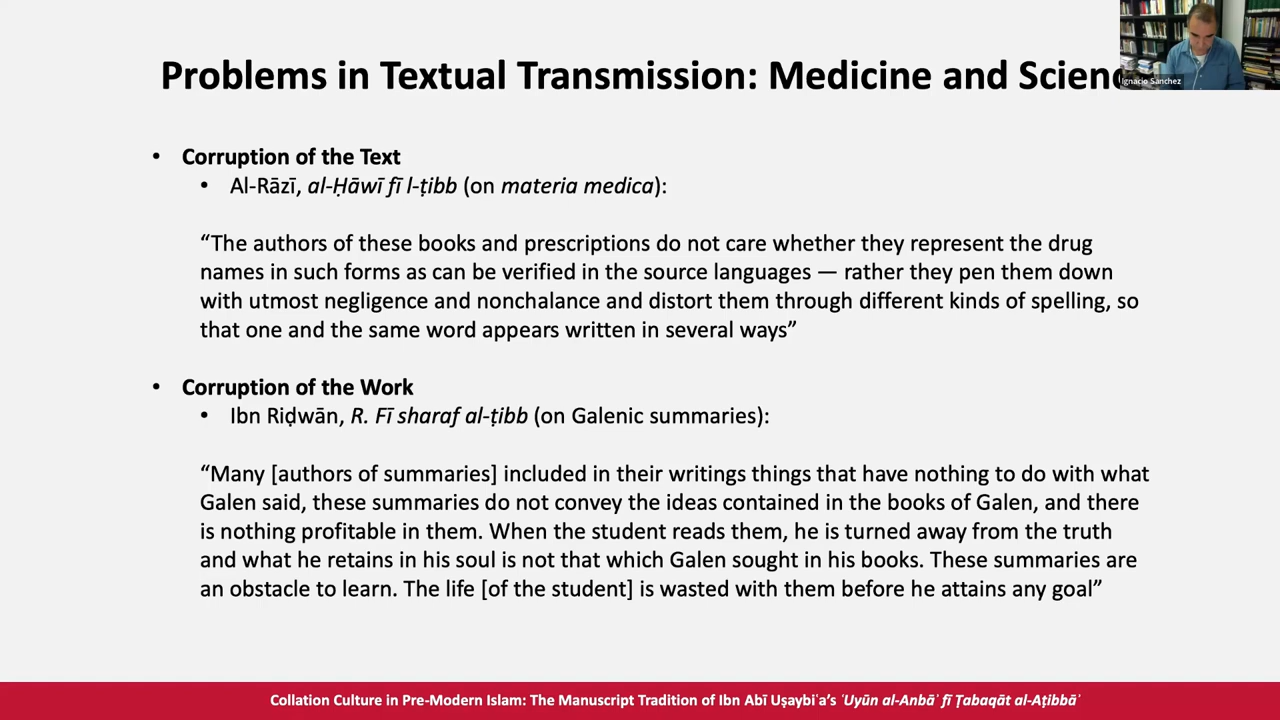 Problems in Textual Transmission: Medicine and Scienc
Ignacio Sanchez
• Corruption of the Text
• Al-Rāzī, al-Ḥāwī fī l-ṭibb (on materia medica):
“The authors of these books and prescriptions do not care whether they represent the drug
names in such forms as can be verified in the source languages — rather they pen them down
with utmost negligence and nonchalance and distort them through different kinds of spelling, so
that one and the same word appears written in several ways”
• Corruption of the Work
• Ibn Riḍwān, R. Fī sharaf al-ṭibb (on Galenic summaries):
“Many [authors of summaries] included in their writings things that have nothing to do with what
Galen said, these summaries do not convey the ideas contained in the books of Galen, and there
is nothing profitable in them. When the student reads them, he is turned away from the truth
and what he retains in his soul is not that which Galen sought in his books. These summaries are
an obstacle to learn. The life [of the student] is wasted with them before he attains any goal”
Collation Culture in Pre-Modern Islam: The Manuscript Tradition of Ibn Abī Uṣaybiʿa’s ʿUyūn al-Anbāʾ fī Ṭabaqāt al-Aṭibbāʾ